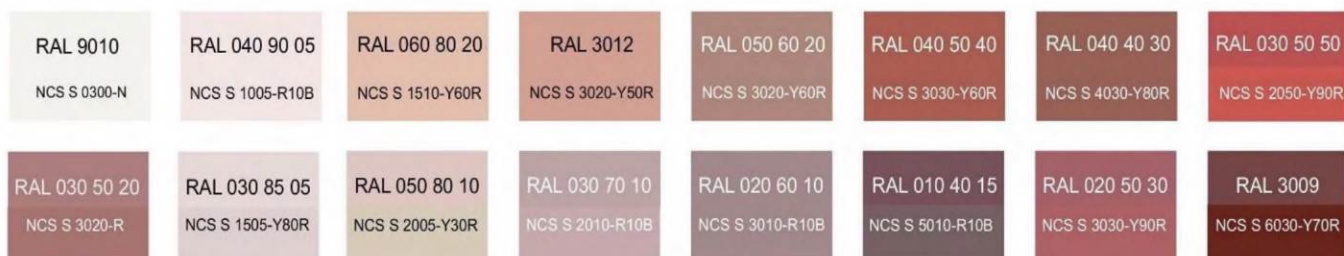 RAL 9010
NCS S 0300-N
RAL 040 90 05
NCS S 1005-R10B
RAL 060 80 20
NCS S 1510-Y60R
RAL 3012
NCS S 3020-Y50R
RAL 050 60 20
NCS S 3020-Y60R
RAL 040 50 40
NCS S 3030-Y60R
RAL 040 40 30
NCS S 4030-Y80R
RAL 030 50 50
NCS S 2050-Y90R
RAL 030 50 20
NCS S 3020-R
RAL 030 85 05
NCS S 1505-Y80R
RAL 050 80 10
NCS S 2005-Y30R
RAL 030 70 10
NCS S 2010-R10B
RAL 020 60 10
NCS S 3010-R10B
RAL 010 40 15
NCS S 5010-R10B
RAL 020 50 30
NCS S 3030-Y90R
RAL 3009
NCS S 6030-Y70R